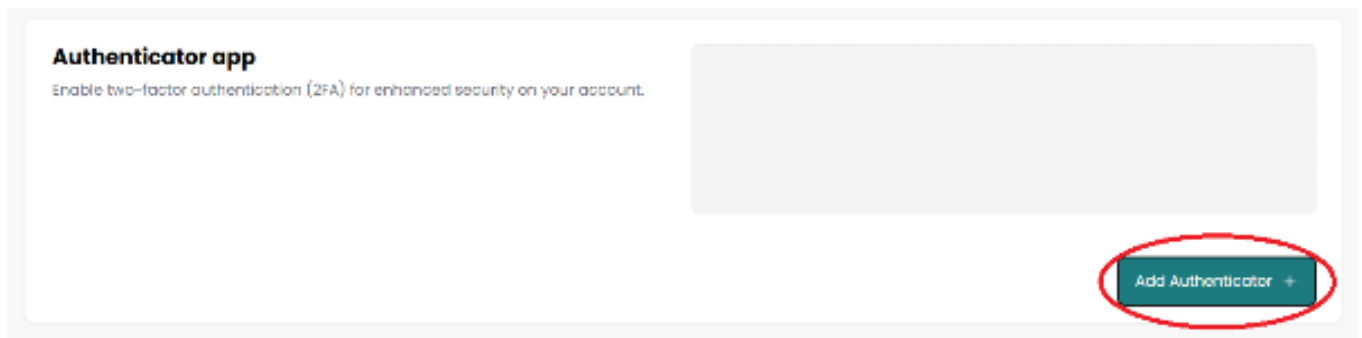 Authenticator app
Enable two-factor authentication (2FA) for enhanced security on your account.
Add Authenticator +